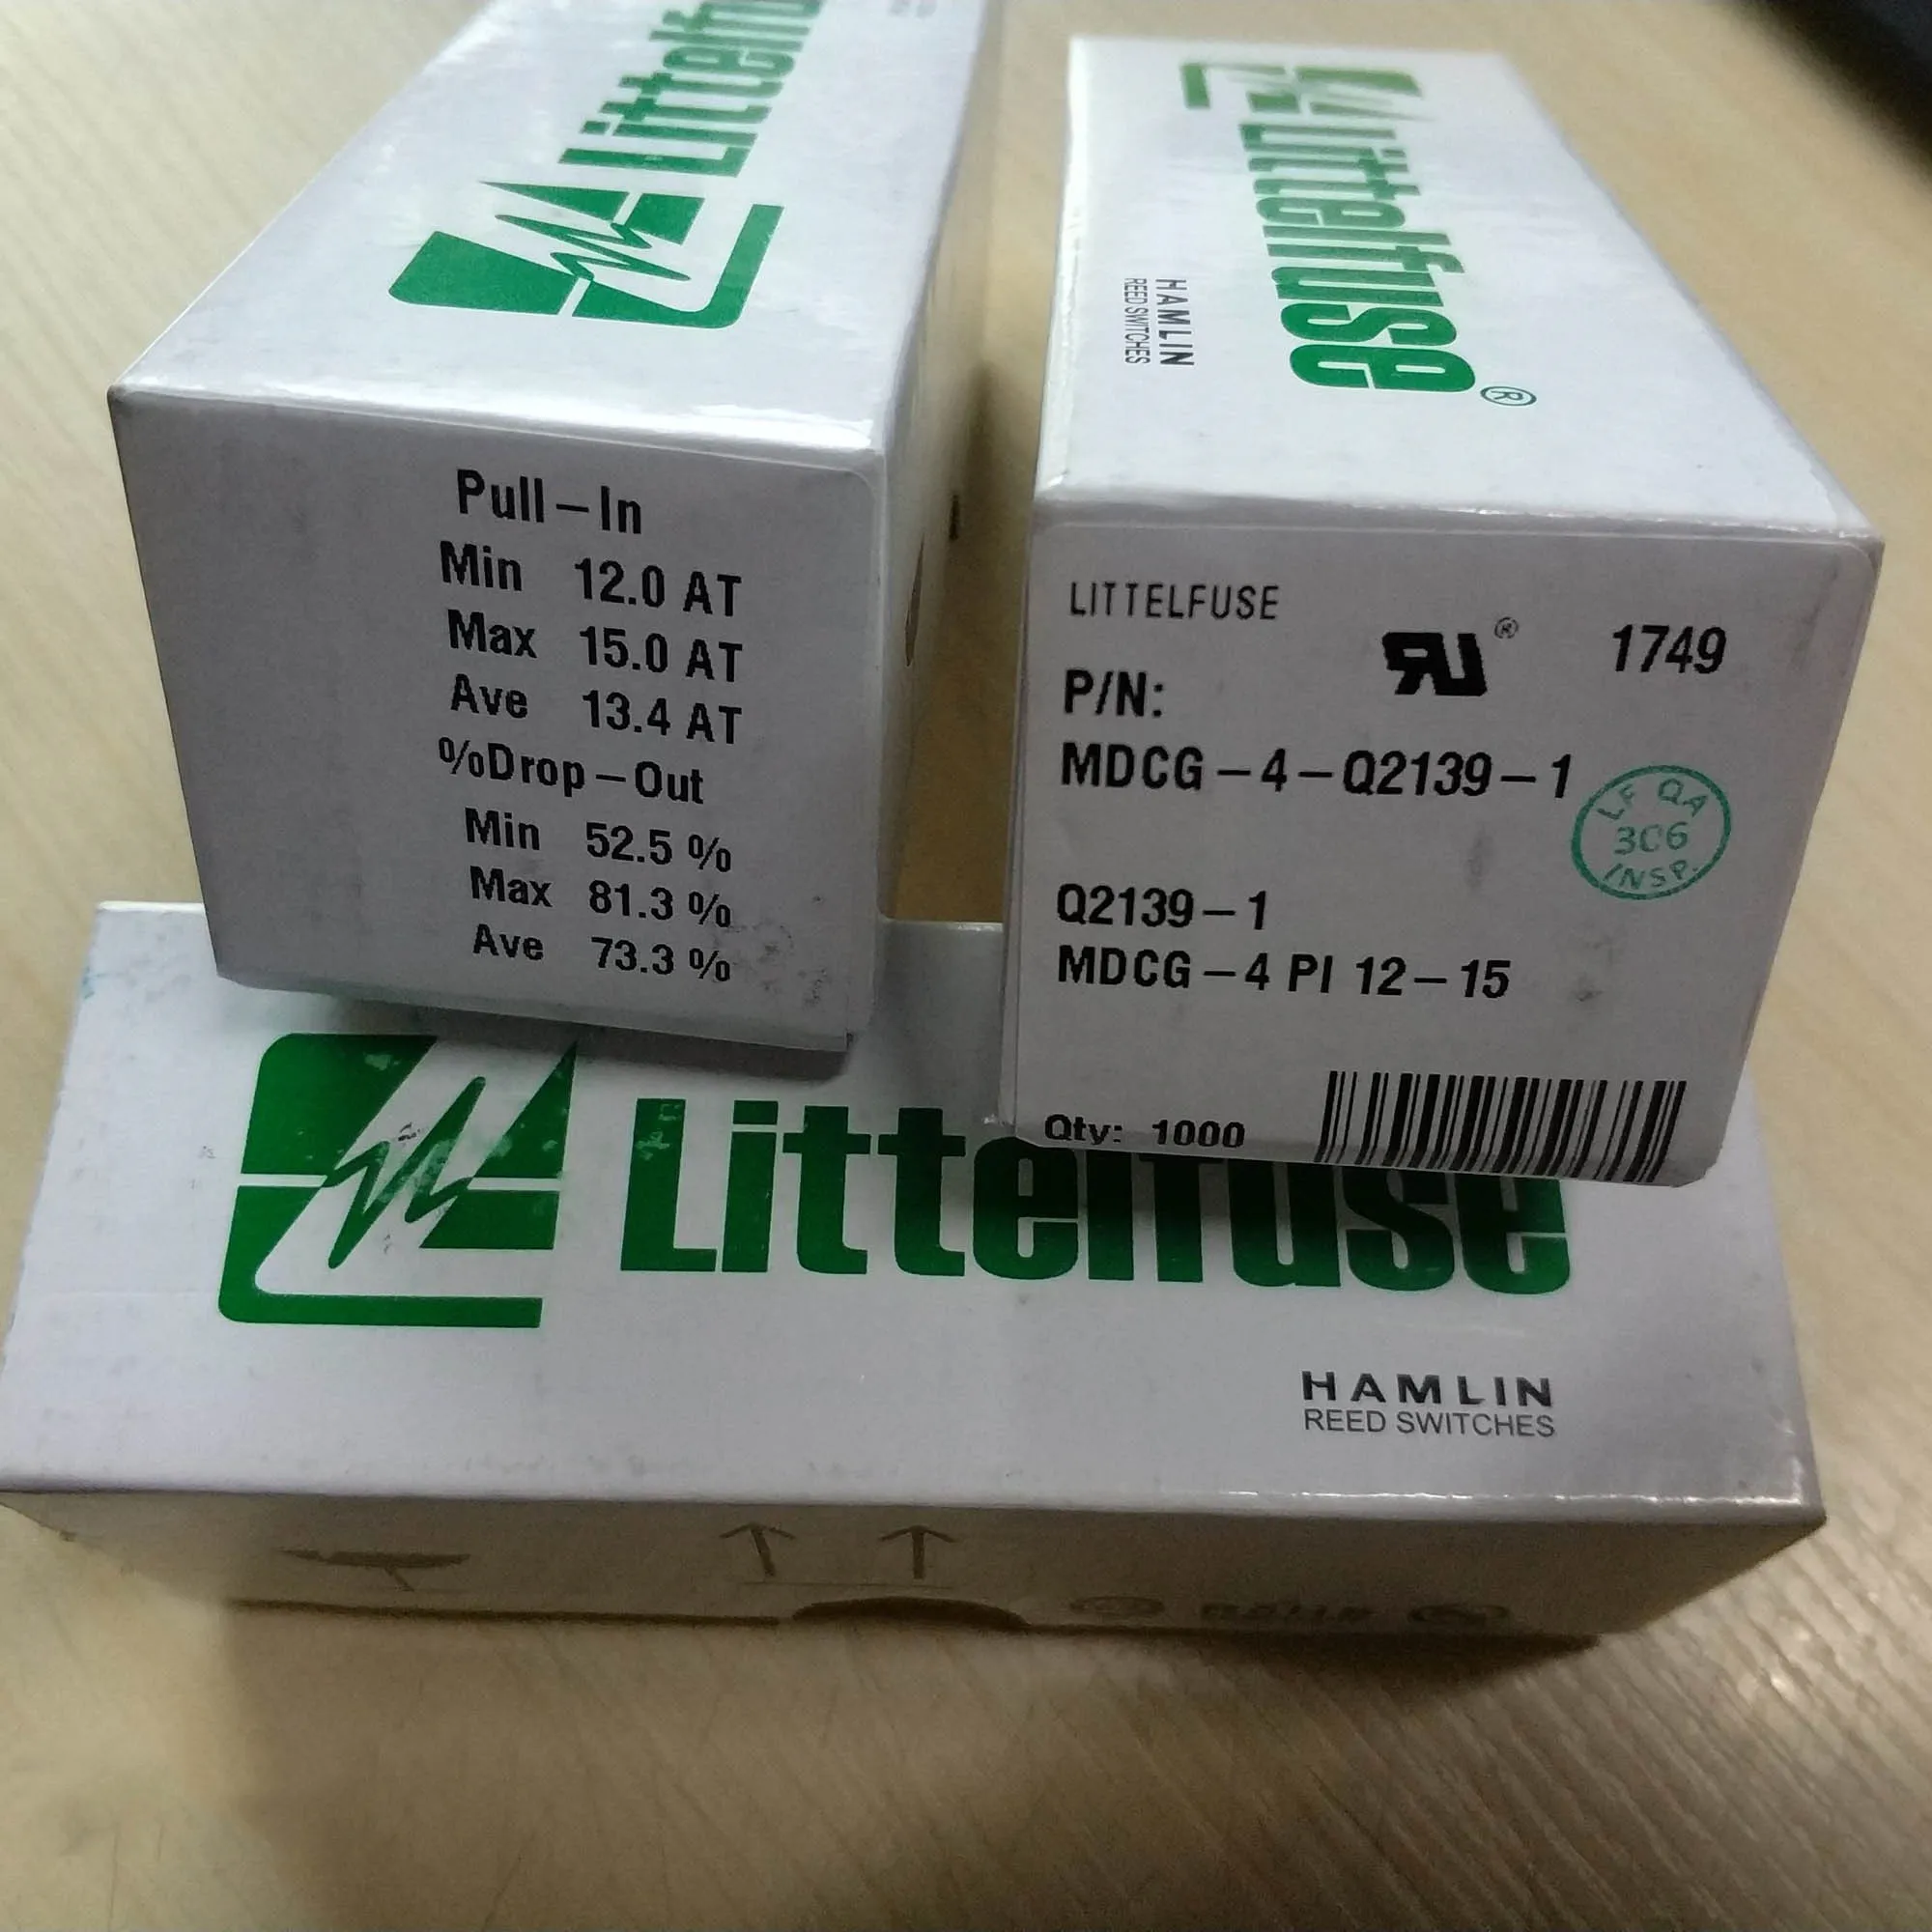 Littelfu
Pull-In
Min 12.0 AT
Max 15.0 AT
Ave 13.4 AT
%Drop-Out
Min 52.5 %
Max 81.3 %
Ave 73.3 %
Littelfuse®
HAMLIN
REED SWITCHES
LITTELFUSE
RU® 1749
P/N:
MDCG-4-Q2139-1
LF QA
306
INSP.
Q2139-1
MDCG-4 PI 12-15
Qty: 1000
Littelfuse
HAMLIN
REED SWITCHES